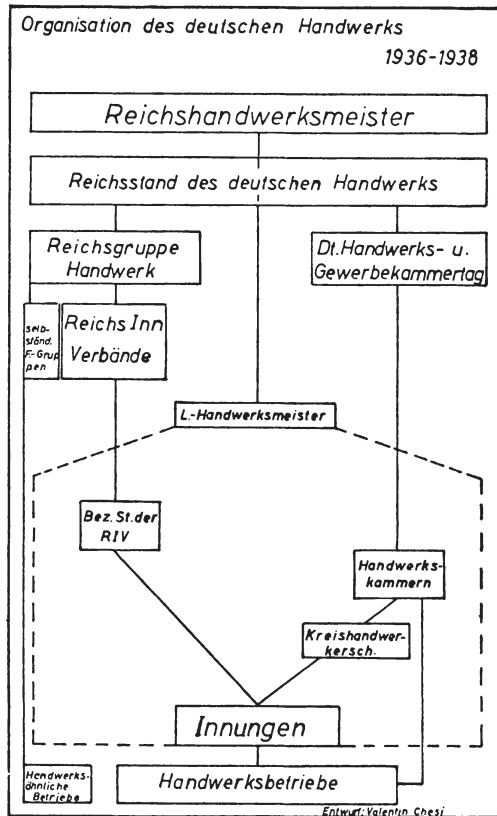 Organisation des deutschen Handwerks
1936-1938
Reichshandwerksmeister
Reichsstand des deutschen Handwerks
Reichsgruppe
Handwerk
Dt. Handwerks- u.
Gewerbekammertag
selb-
ständ.
F.-Grup
pen
Reichs Inn
Verbände
L.-Handwerksmeister
Bez. St. der
RIV
Handwerks-
kammern
Kreishandwer-
kersch.
Innungen
Handwerks-
ähnliche
Betriebe
Handwerksbetriebe
Entwurf: Valentin Chesi